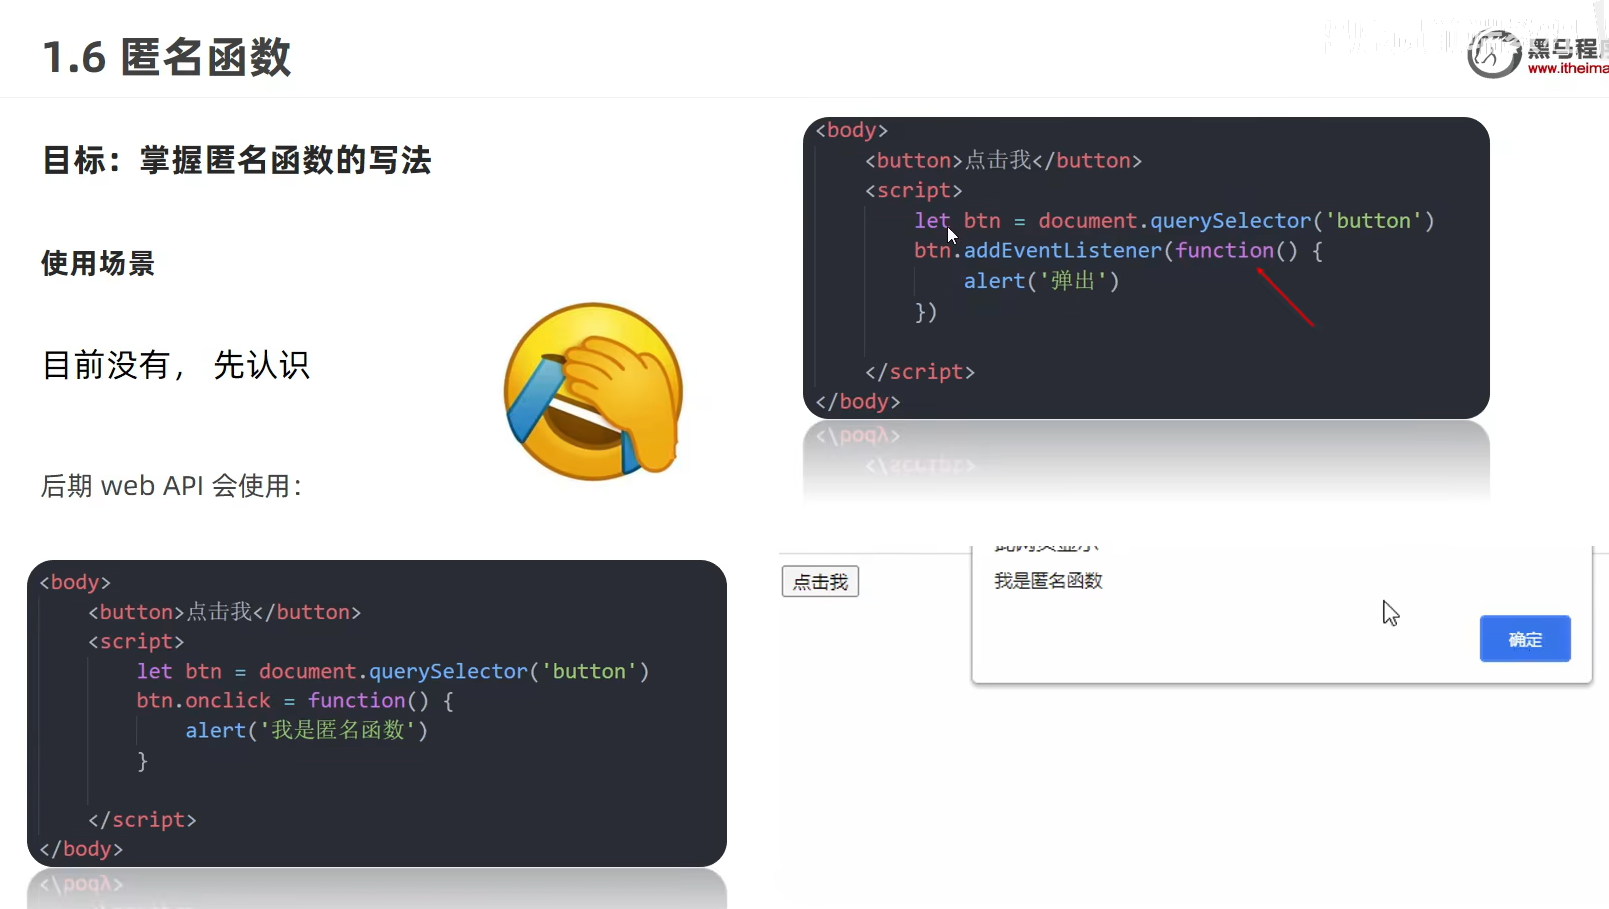 1.6 匿名函数
www.itheima
目标：掌握匿名函数的写法
使用场景
目前没有， 先认识
后期 web API 会使用：
<body>
<button>点击我</button>
<script>
let btn = document.querySelector('button')
btn.onclick = function() {
alert('我是匿名函数')
}
</script>
</body>
<body>
<button>点击我</button>
<script>
let btn = document.querySelector('button')
btn.addEventListener(function() {
alert('弹出')
})
</script>
</body>
点击我
我是匿名函数
确定